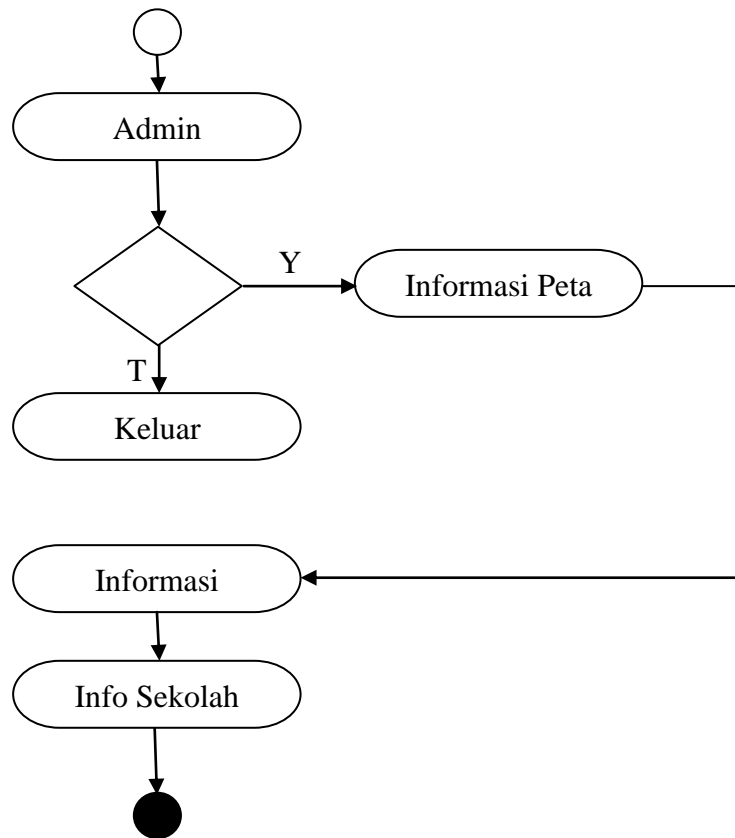 Admin
Y
Informasi Peta
T
Keluar
Informasi
Info Sekolah